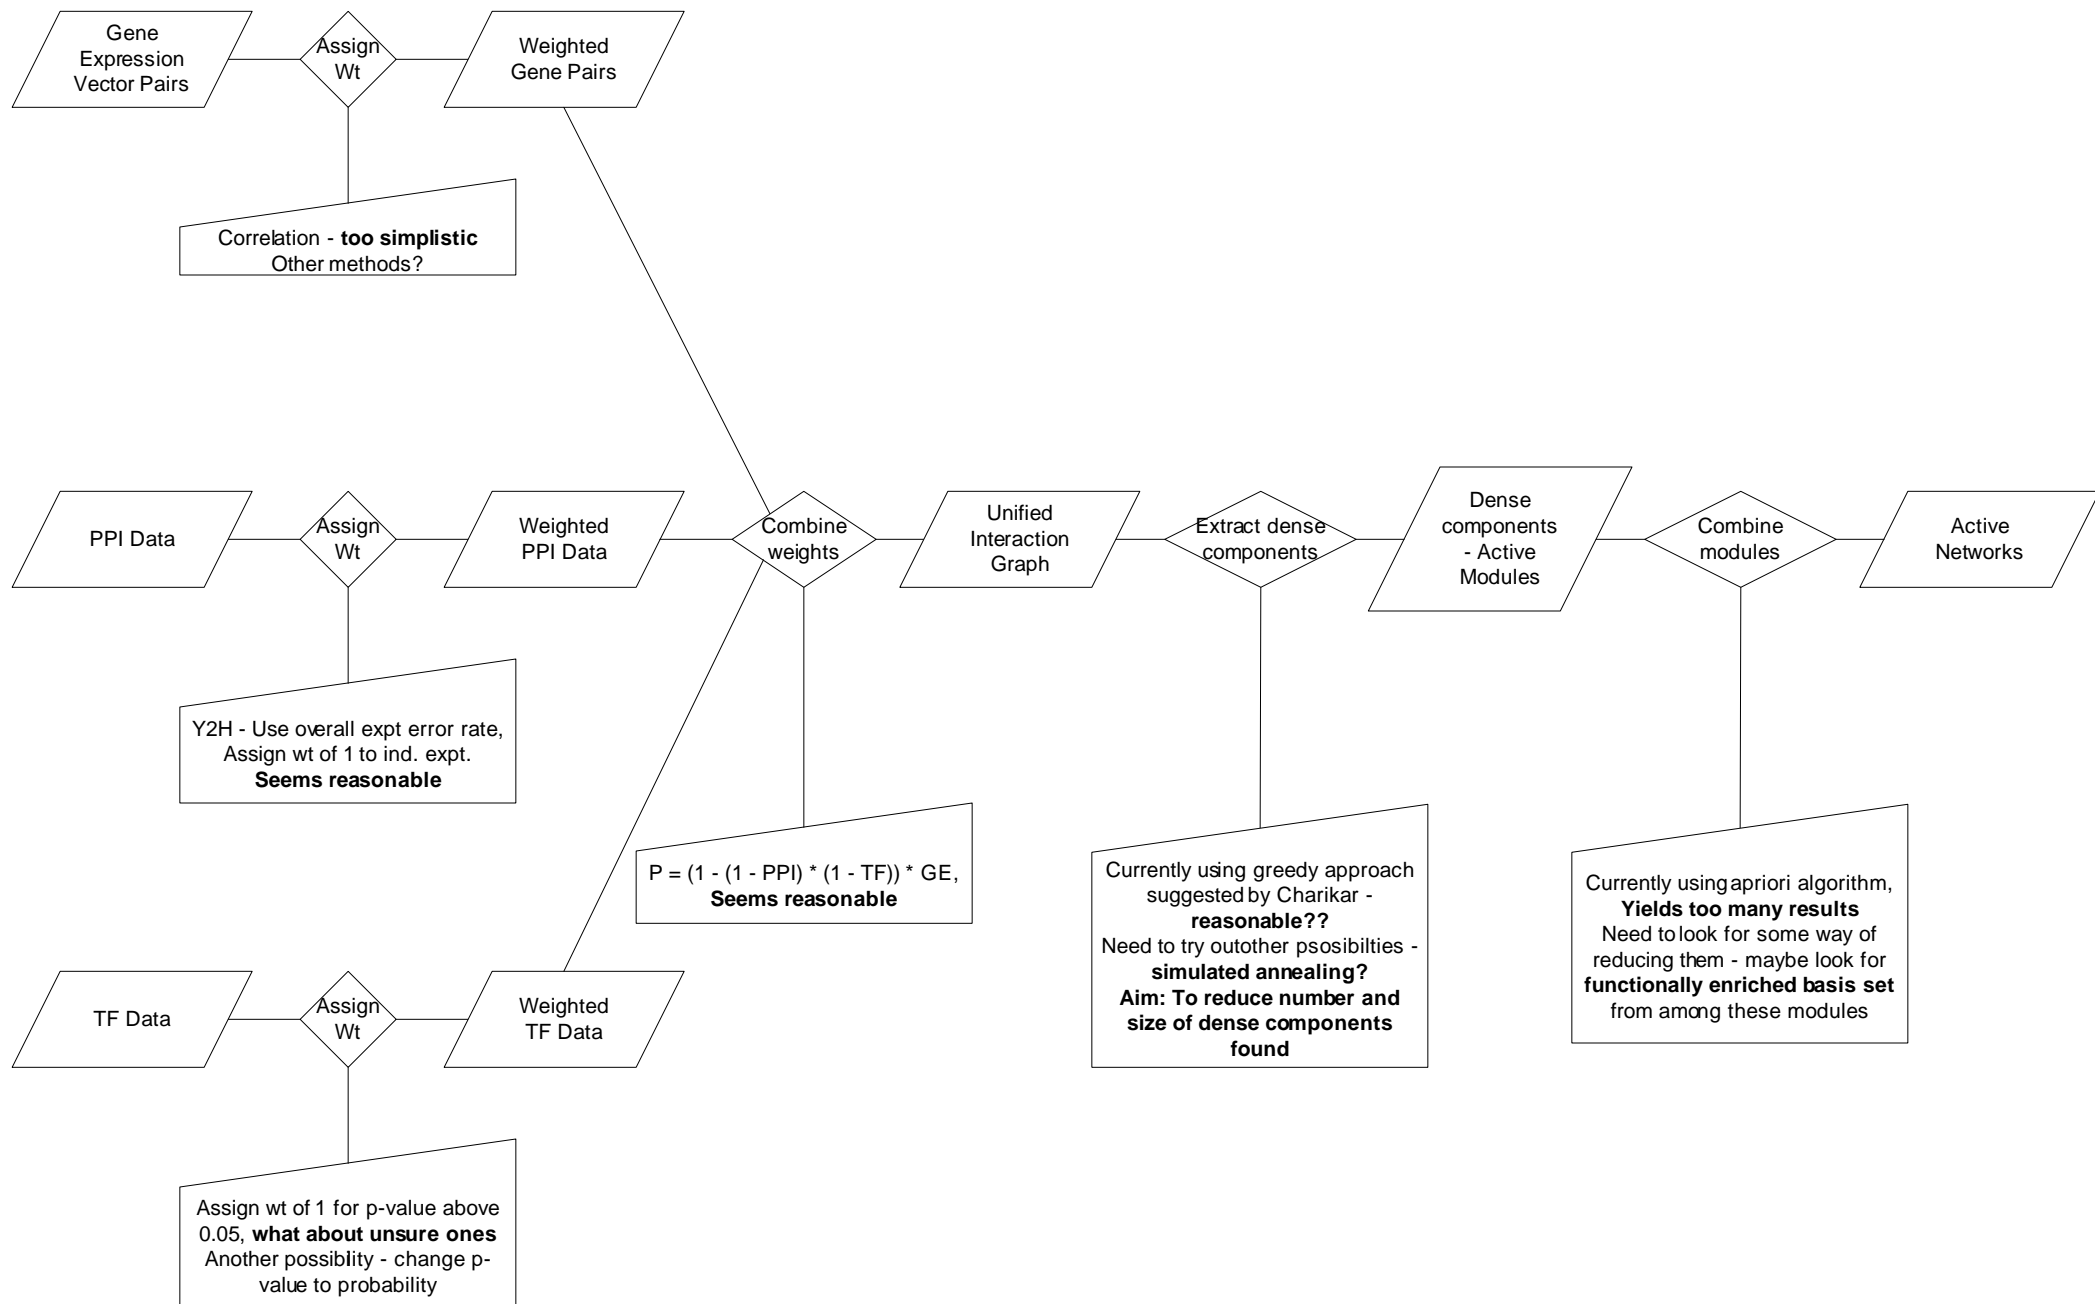 Gene
Expression
Vector Pairs
Assign
Wt
Weighted
Gene Pairs
Correlation - too simplistic
Other methods?
PPI Data
Assign
Wt
Weighted
PPI Data
Combine
weights
Unified
Interaction
Graph
Extract dense
components
Dense
components
- Active
Modules
Combine
modules
Active
Networks
Y2H - Use overall expt error rate,
Assign wt of 1 to ind. expt.
Seems reasonable
P = (1 - (1 - PPI) * (1 - TF)) * GE,
Seems reasonable
Currently using greedy approach
suggested by Charikar -
reasonable??
Need to try outother psosibilties -
simulated annealing?
Aim: To reduce number and
size of dense components
found
Currently using apriori algorithm,
Yields too many results
Need to look for some way of
reducing them - maybe look for
functionally enriched basis set
from among these modules
TF Data
Assign
Wt
Weighted
TF Data
Assign wt of 1 for p-value above
0.05, what about unsure ones
Another possiblity - change p-
value to probability